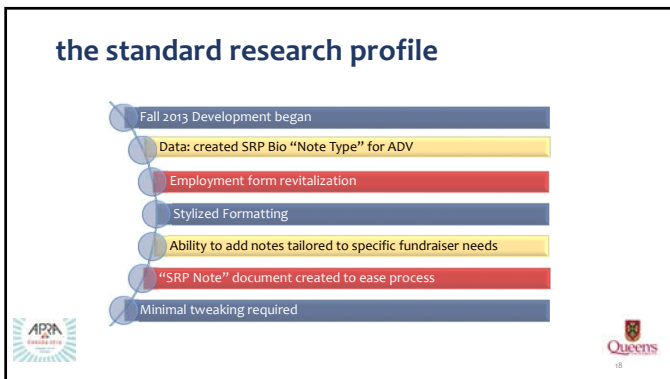 the standard research profile
Fall 2013 Development began
Data: created SRP Bio “Note Type” for ADV
Employment form revitalization
Stylized Formatting
Ability to add notes tailored to specific fundraiser needs
“SRP Note” document created to ease process
Minimal tweaking required
APRA
Queen's
18